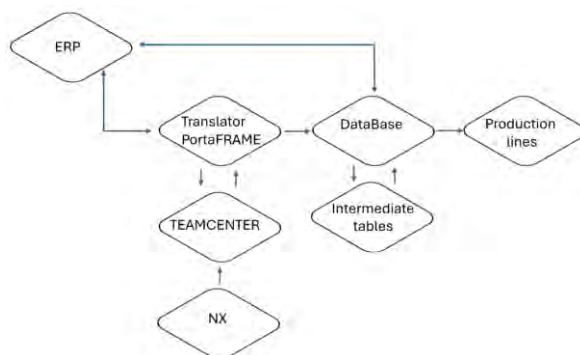 ERP
Translator
PortaFRAME
DataBase
Production
lines
TEAMCENTER
Intermediate
tables
NX